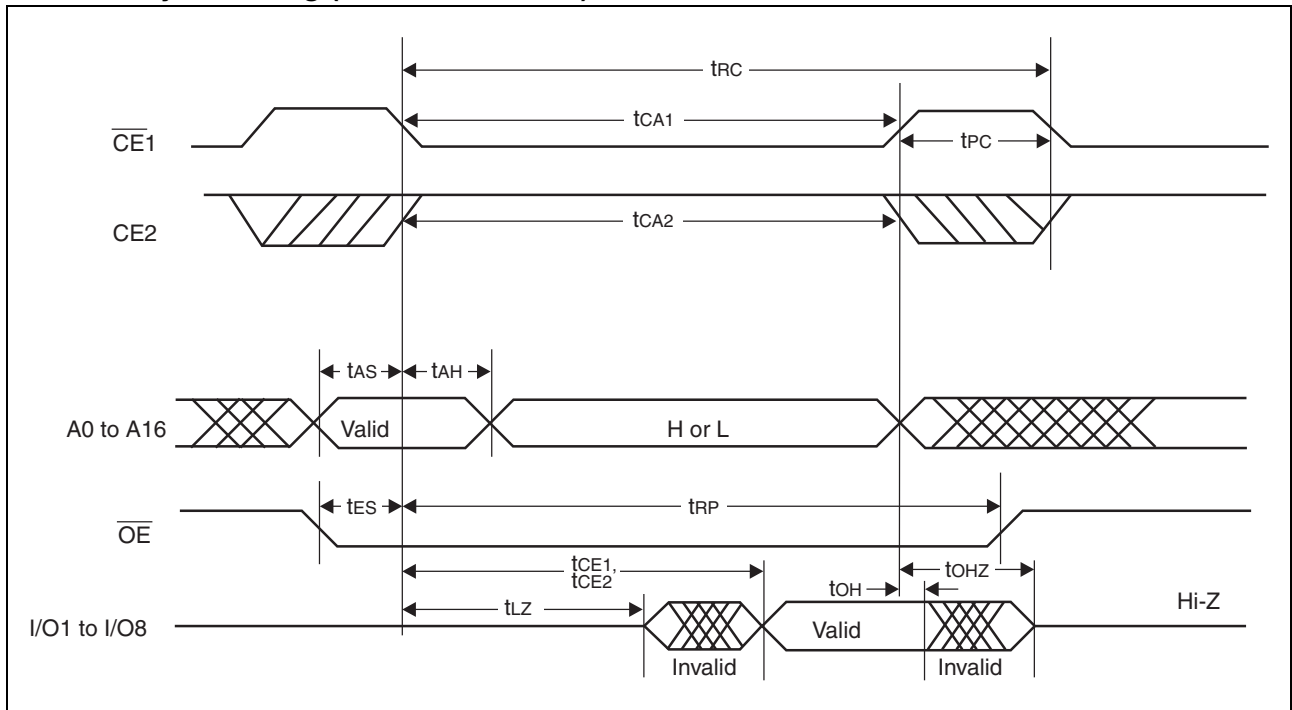 tRC
CE1
tCA1
tPC
CE2
tCA2
tAS
tAH
A0 to A16
Valid
H or L
OE
tES
tRP
tCE1,
tCE2
tOHZ
tOH
tLZ
Hi-Z
I/O1 to I/O8
Valid
Invalid
Invalid